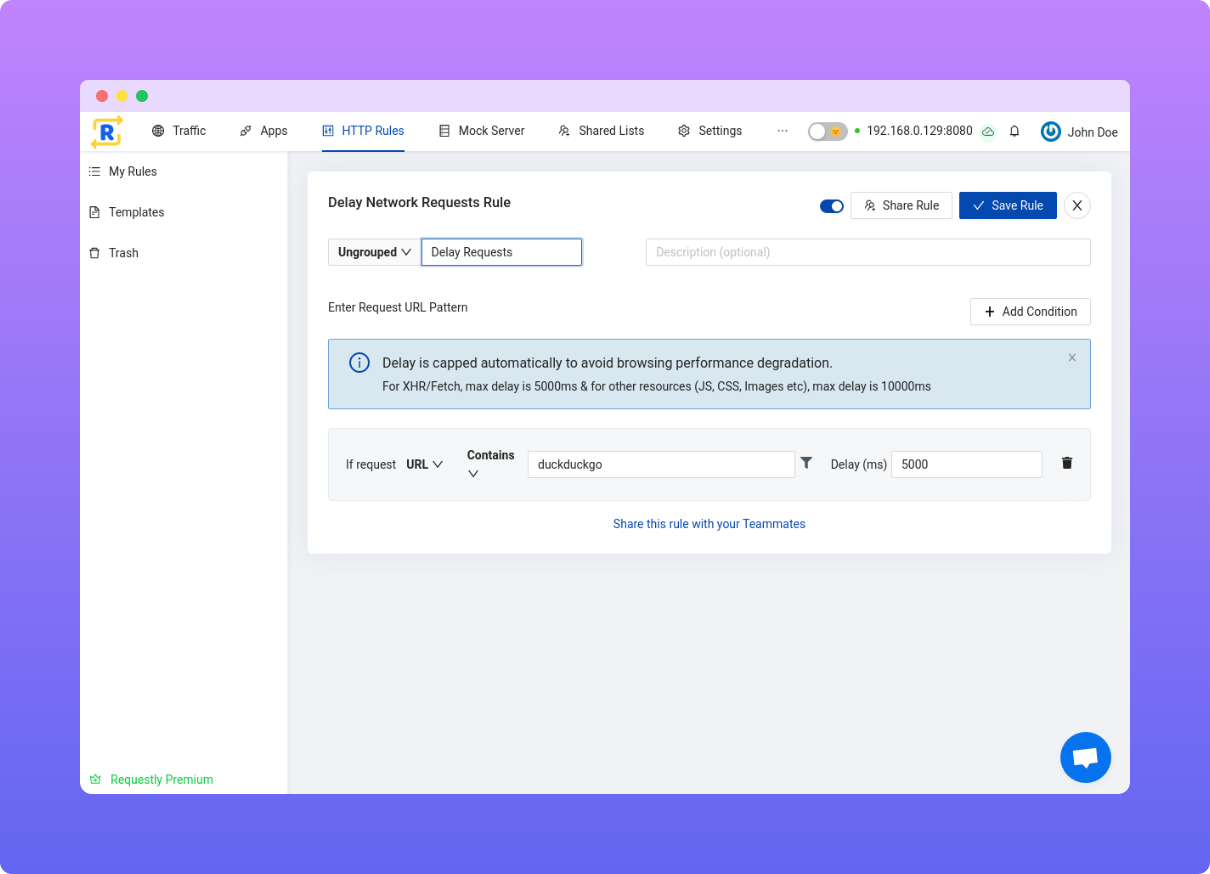 R Traffic Apps HTTP Rules Mock Server Shared Lists Settings ··· 192.168.0.129:8080 John Doe
My Rules
Templates
Trash
Requestly Premium
Delay Network Requests Rule
Share Rule
Save Rule
X
Ungrouped
Delay Requests
Description (optional)
Enter Request URL Pattern
+ Add Condition
Delay is capped automatically to avoid browsing performance degradation.
For XHR/Fetch, max delay is 5000ms & for other resources (JS, CSS, Images etc), max delay is 10000ms
If request URL Contains duckduckgo Delay (ms) 5000
Share this rule with your Teammates